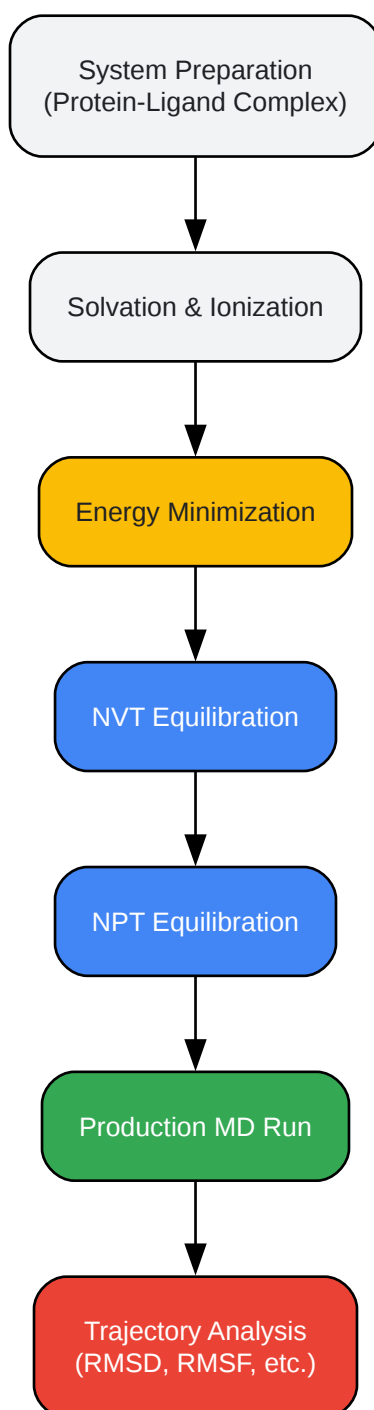 System Preparation
(Protein-Ligand Complex)
Solvation & Ionization
Energy Minimization
NVT Equilibration
NPT Equilibration
Production MD Run
Trajectory Analysis
(RMSD, RMSF, etc.)